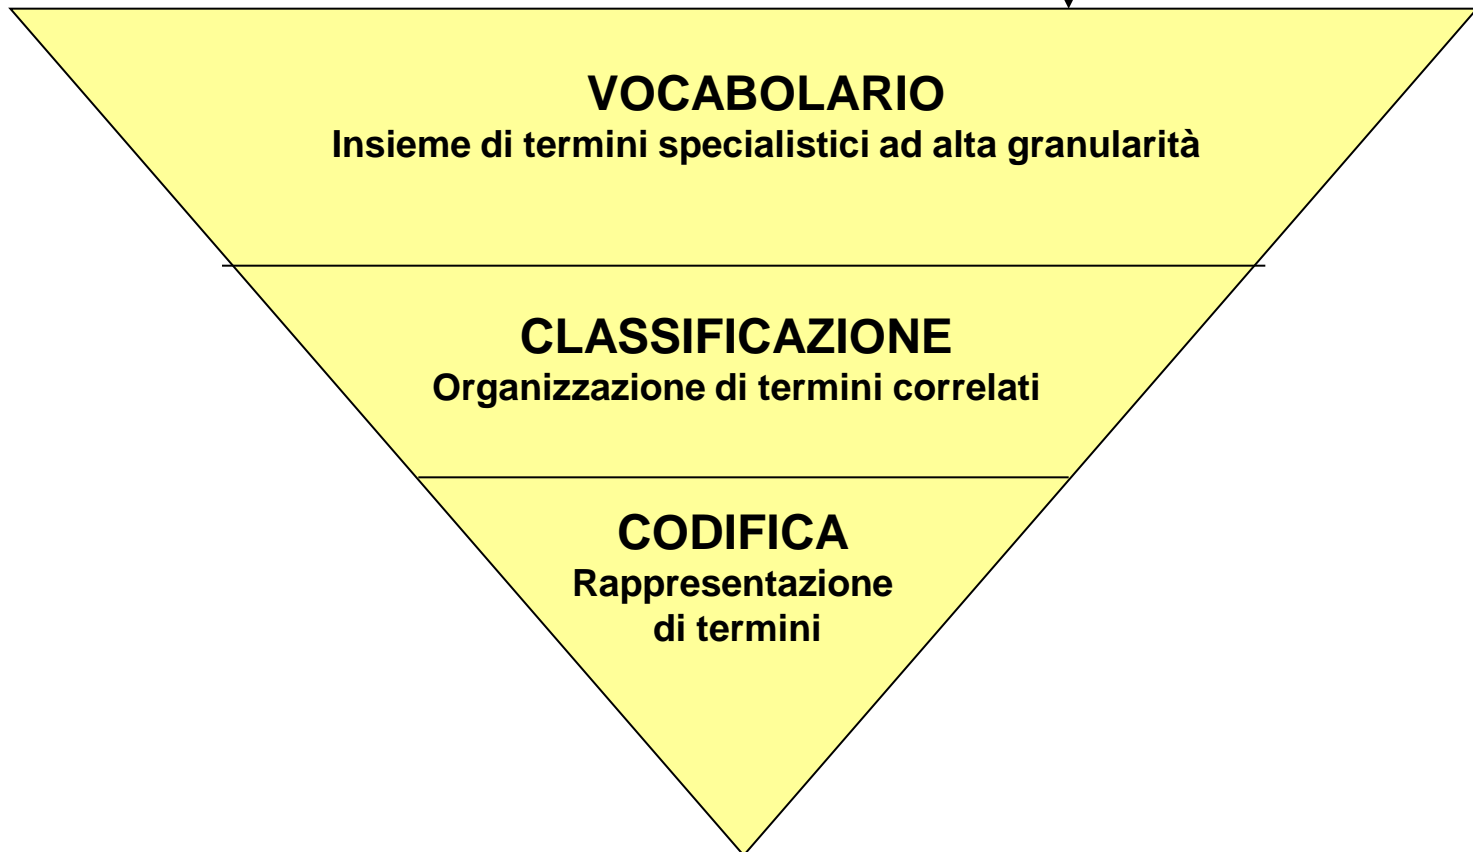 VOCABOLARIO
Insieme di termini specialistici ad alta granularità
CLASSIFICAZIONE
Organizzazione di termini correlati
CODIFICA
Rappresentazione
di termini